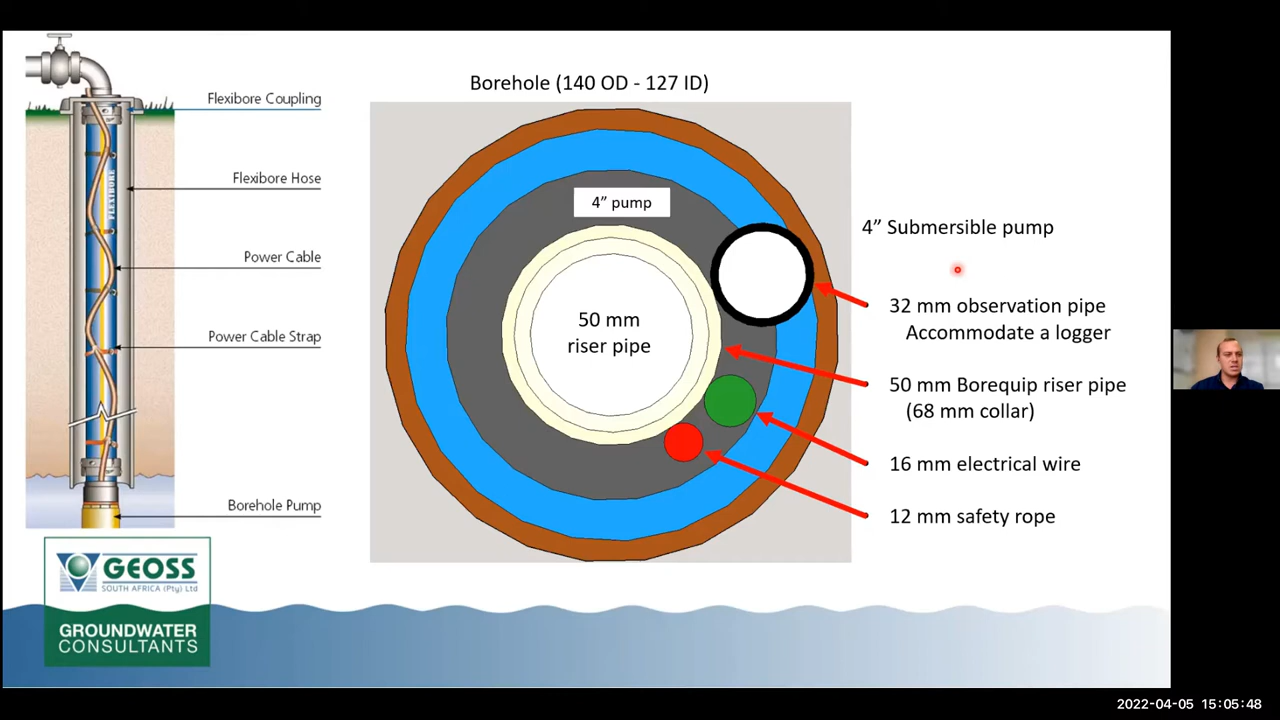 Borehole (140 OD - 127 ID)
Flexibore Coupling
Flexibore Hose
Power Cable
Power Cable Strap
Borehole Pump
FLEXIBORE
4” pump
50 mm
riser pipe
4” Submersible pump
32 mm observation pipe
Accommodate a logger
50 mm Borequip riser pipe
(68 mm collar)
16 mm electrical wire
12 mm safety rope
GEOSS
SOUTH AFRICA (Pty) Ltd
GROUNDWATER
CONSULTANTS
2022-04-05 15:05:48